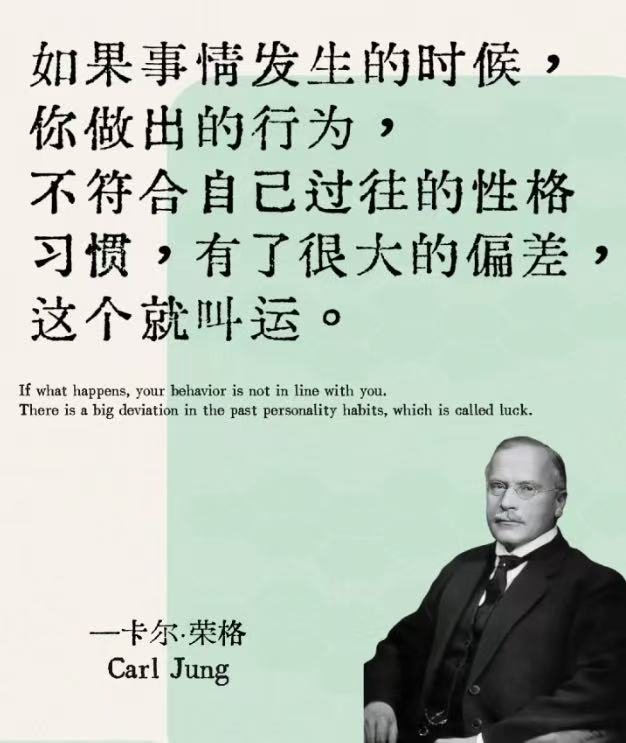 如果事情发生的时候，
你做出的行为，
不符合自己过往的性格
习惯，有了很大的偏差，
这个就叫运。
If what happens, your behavior is not in line with you.
There is a big deviation in the past personality habits, which is called luck.
—卡尔·荣格
Carl Jung